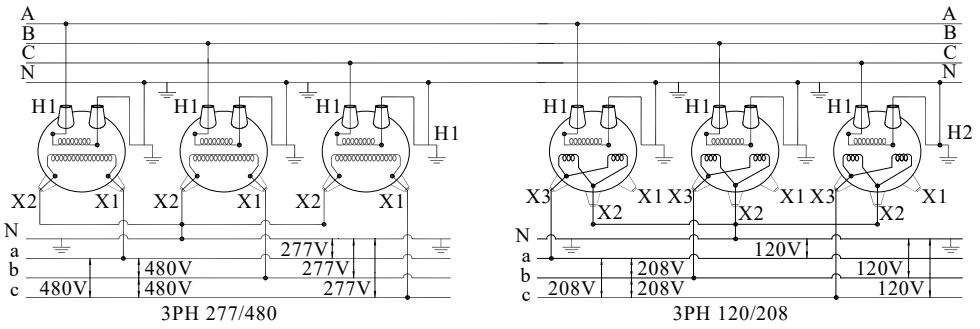 A A
B B
C C
N N
H1 H1 H1 H1 H1 H1
H1 H2
X2 X1 X2 X1 X2 X1 X3 X1 X3 X1 X3 X1
X2 X2 X2
N 277V N 120V
a a
480V 277V 208V 120V
b b
480V 480V 277V 208V 208V 120V
c c
3PH 277/480 3PH 120/208